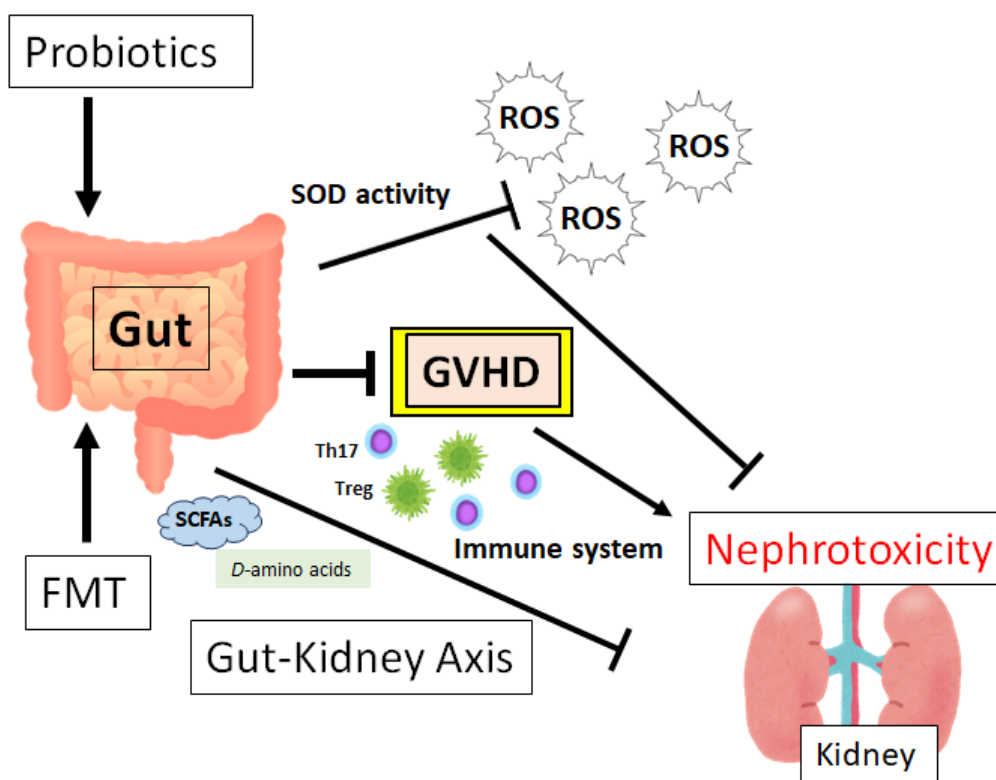 Probiotics
ROS
ROS
SOD activity
ROS
Gut
GVHD
Th17
Treg
SCFAs
Immune system
Nephrotoxicity
D-amino acids
FMT
Gut-Kidney Axis
Kidney